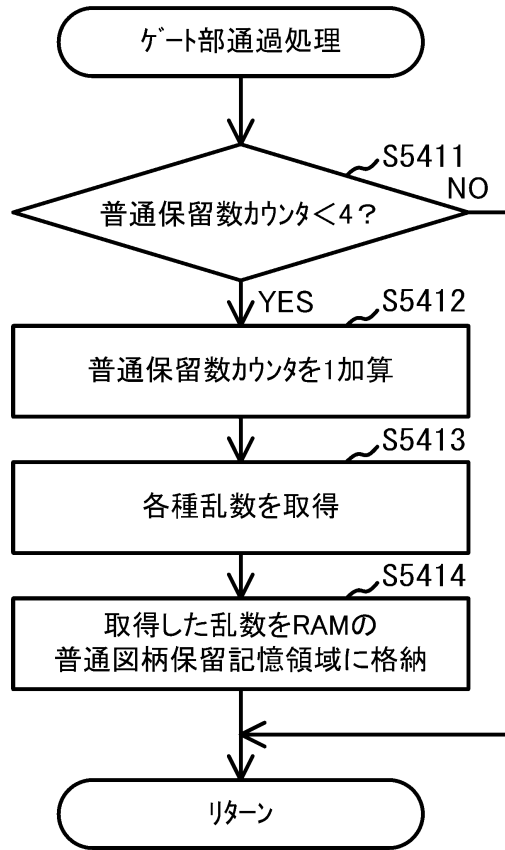 ｹﾞｰﾄ部通過処理
S5411
NO
普通保留数ｶｳﾝﾀ＜4？
YES
S5412
普通保留数ｶｳﾝﾀを1加算
S5413
各種乱数を取得
S5414
取得した乱数をRAMの
普通図柄保留記憶領域に格納
ﾘﾀｰﾝ